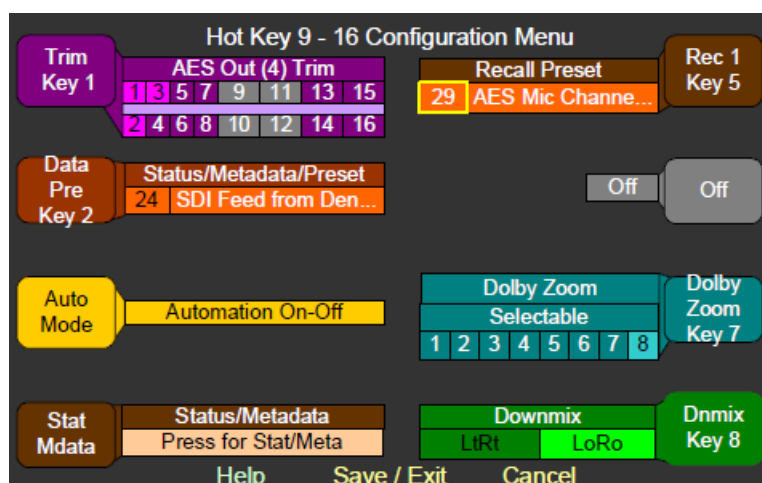 Hot Key 9 - 16 Configuration Menu
Trim
Key 1
AES Out (4) Trim
1 3 5 7 9 11 13 15
2 4 6 8 10 12 14 16
Recall Preset
29 AES Mic Channe...
Rec 1
Key 5
Data
Pre
Key 2
Status/Metadata/Preset
24 SDI Feed from Den...
Off
Off
Auto
Mode
Automation On-Off
Dolby Zoom
Selectable
1 2 3 4 5 6 7 8
Dolby
Zoom
Key 7
Stat
Mdata
Status/Metadata
Press for Stat/Meta
Downmix
LtRt LoRo
Dnmix
Key 8
Help Save / Exit Cancel